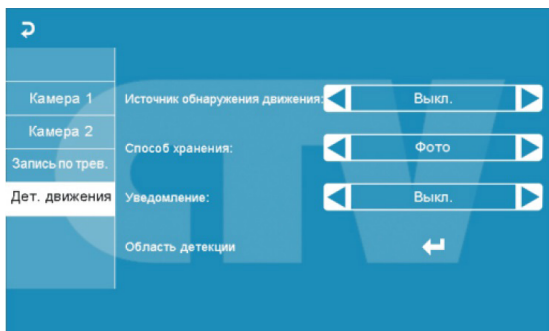 Камера 1
Источник обнаружения движения: Выкл.
Камера 2
Способ хранения: Фото
Запись по трев.
Дет. движения
Уведомление: Выкл.
Область детекции
CTV